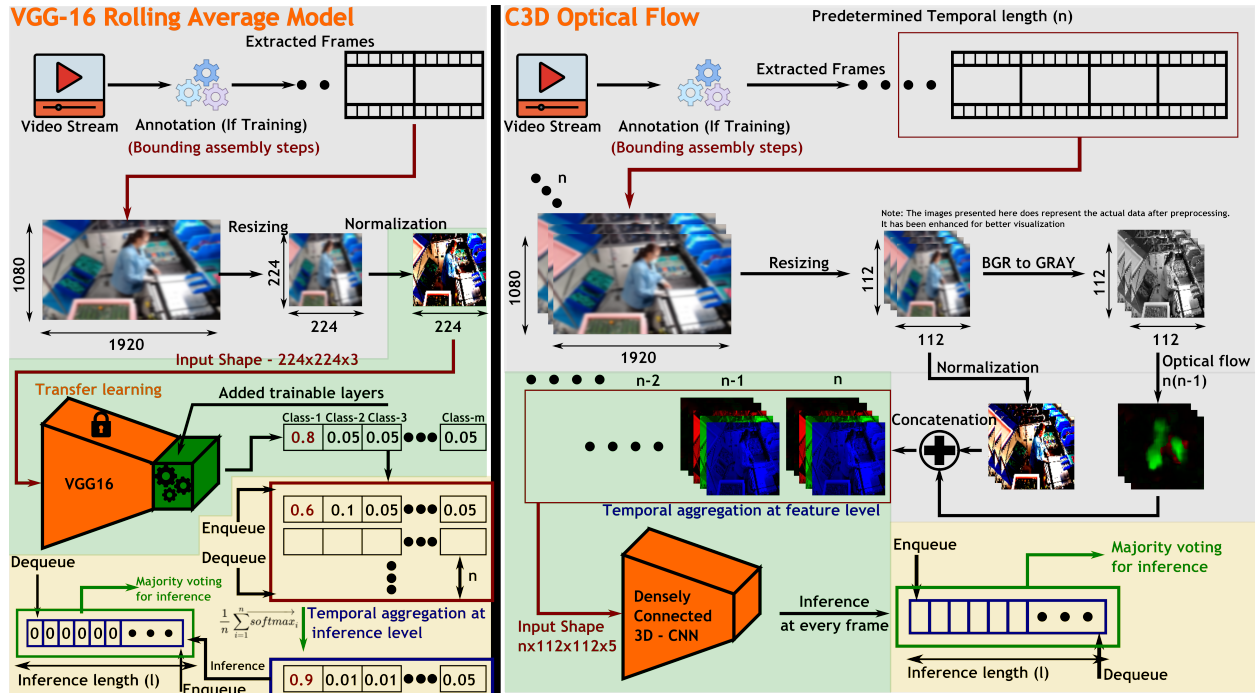 VGG-16 Rolling Average Model
Extracted Frames
Video Stream
Annotation (If Training)
(Bounding assembly steps)
1080
1920
Resizing
224
224
Normalization
224
Input Shape - 224x224x3
Transfer learning
Added trainable layers
VGG16
Class-1 Class-2 Class-3 Class-m
0.8 0.05 0.05 0.05
Enqueue
0.6 0.1 0.05 0.05
Dequeue
n
Dequeue
Majority voting
for inference
0 0 0 0 0 0
Inference length (l)
Enqueue
Inference
1/n ∑ i=1 n softmax i
Temporal aggregation at
inference level
0.9 0.01 0.01 0.05
C3D Optical Flow
Predetermined Temporal length (n)
Extracted Frames
Video Stream
Annotation (If Training)
(Bounding assembly steps)
n
1080
1920
Resizing
Note: The images presented here does represent the actual data after preprocessing.
It has been enhanced for better visualization
112
112
BGR to GRAY
112
112
Normalization
Optical flow
n(n-1)
n-2 n-1 n
Concatenation
Temporal aggregation at feature level
Input Shape
nx112x112x5
Densely
Connected
3D - CNN
Inference
at every frame
Enqueue
Majority voting
for inference
Inference length (l)
Dequeue